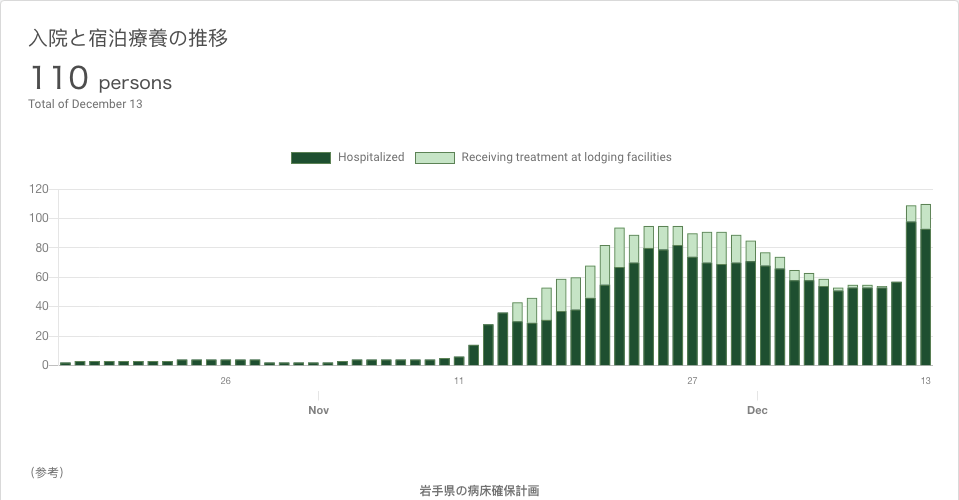 入院と宿泊療養の推移
110 persons
Total of December 13
Hospitalized Receiving treatment at lodging facilities
120
100
80
60
40
20
0
26 11 27 13
Nov Dec
(参考)
岩手県の病床確保計画